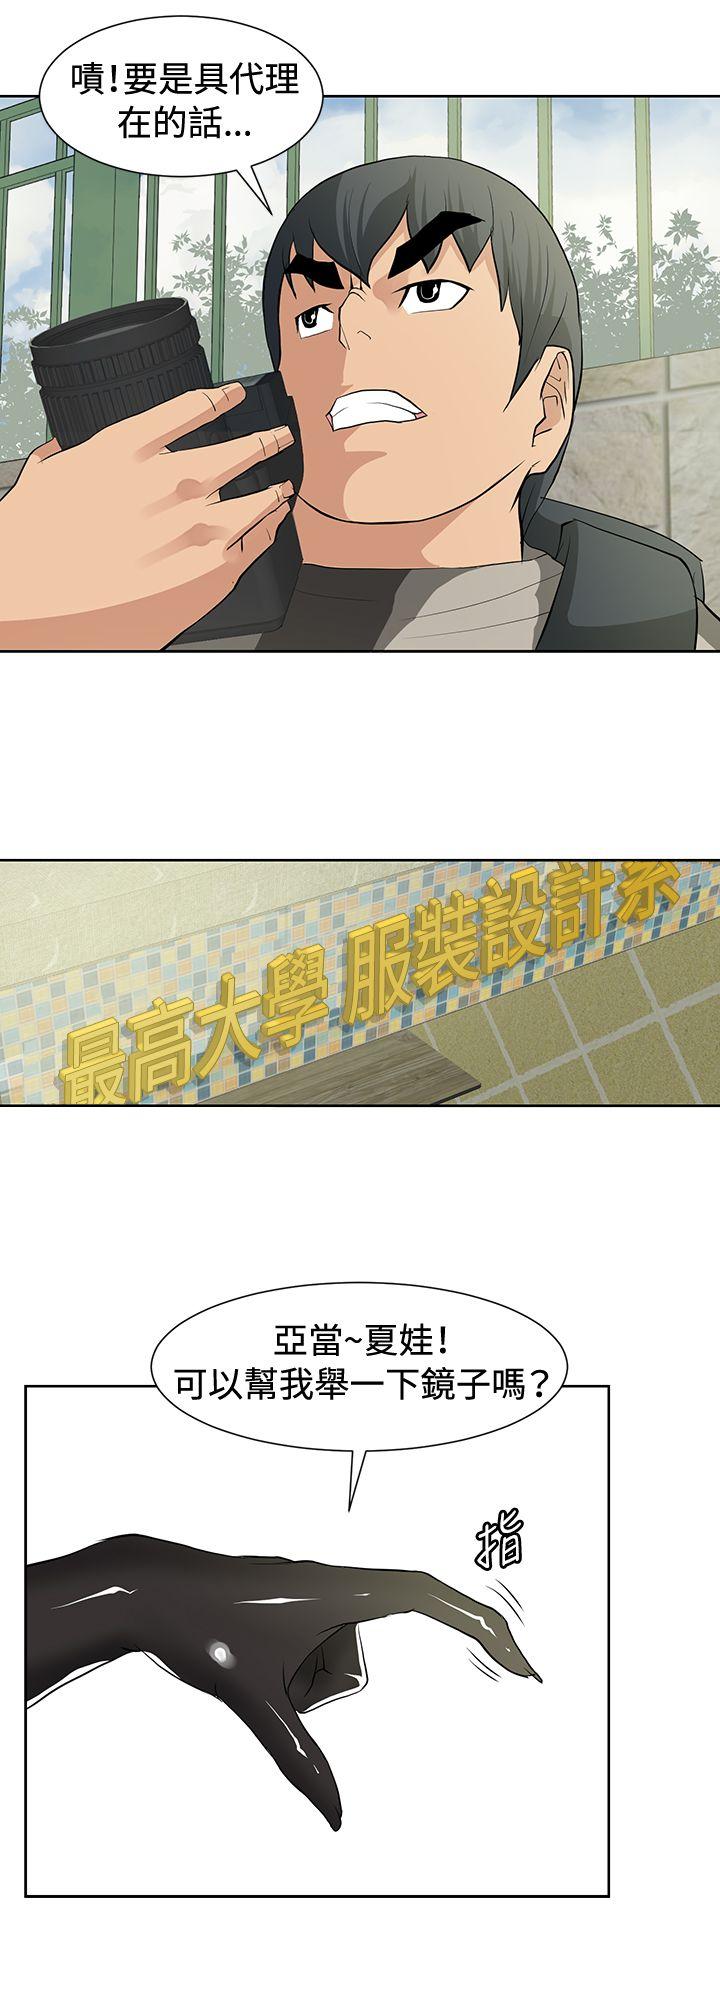 嘖!要是具代理
在的話...
最高大學 服裝設計系
亞當~夏娃!
可以幫我舉一下鏡子嗎?
指